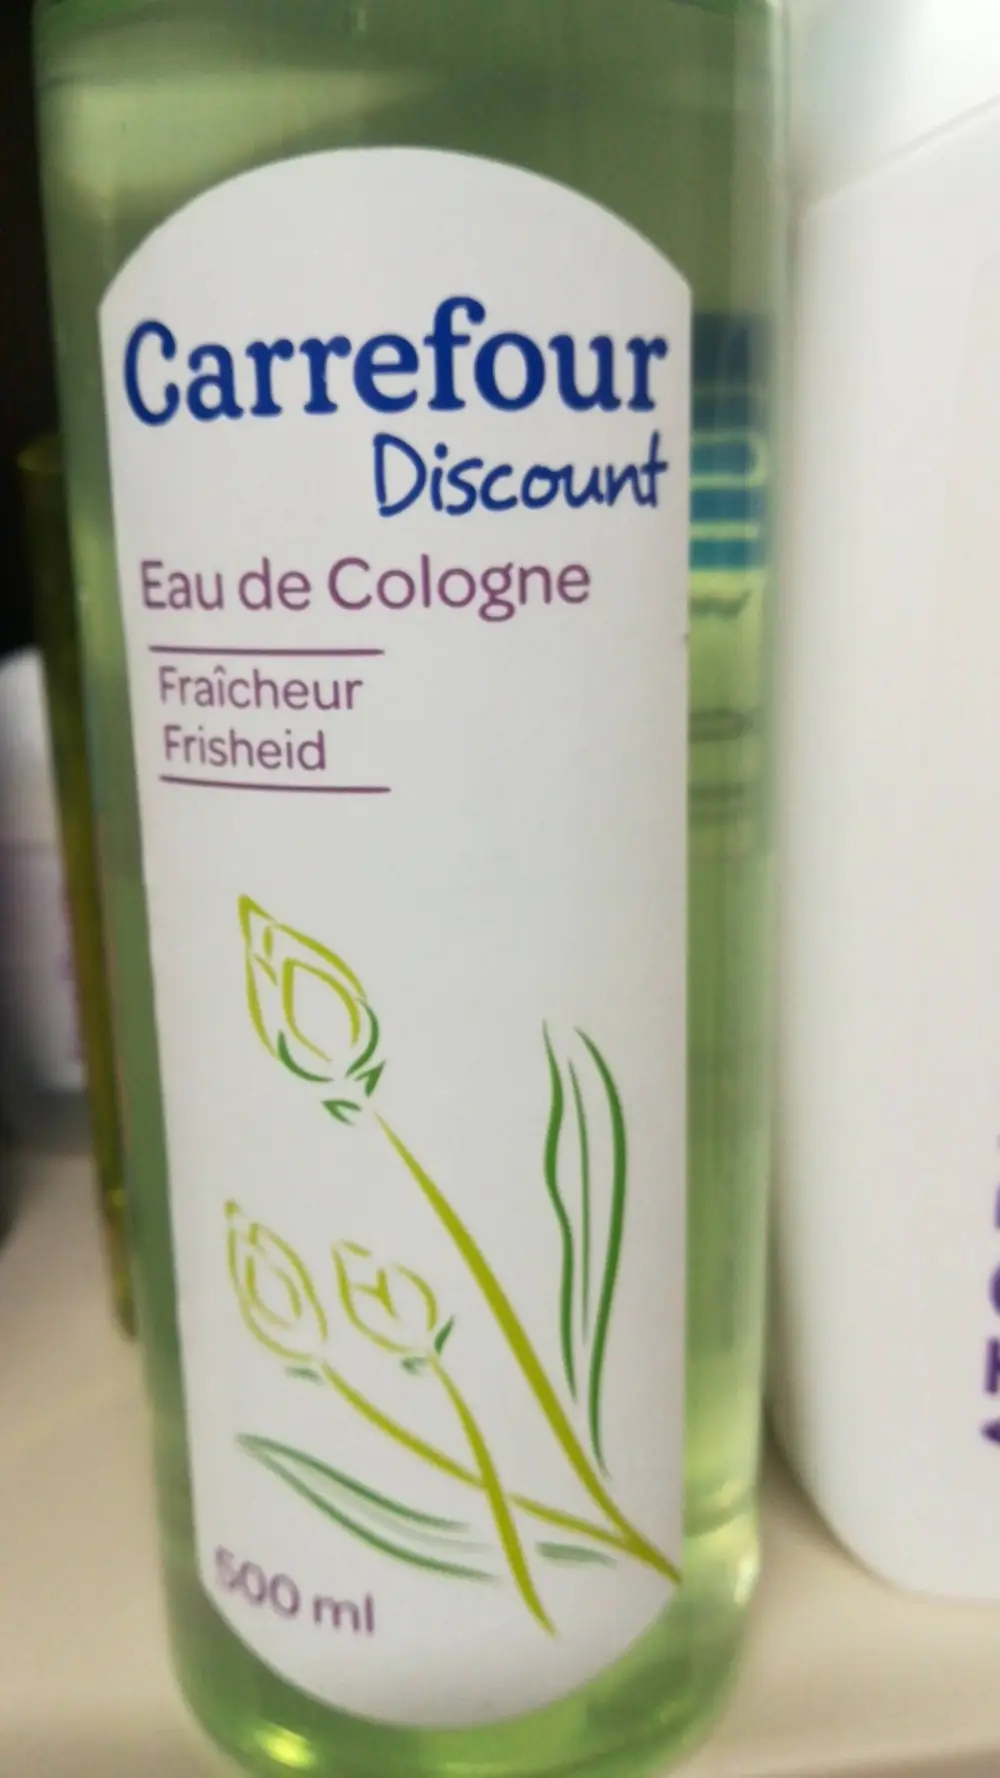 Carrefour
Discount
Eau de Cologne
Fraîcheur
Frisheid
500 ml